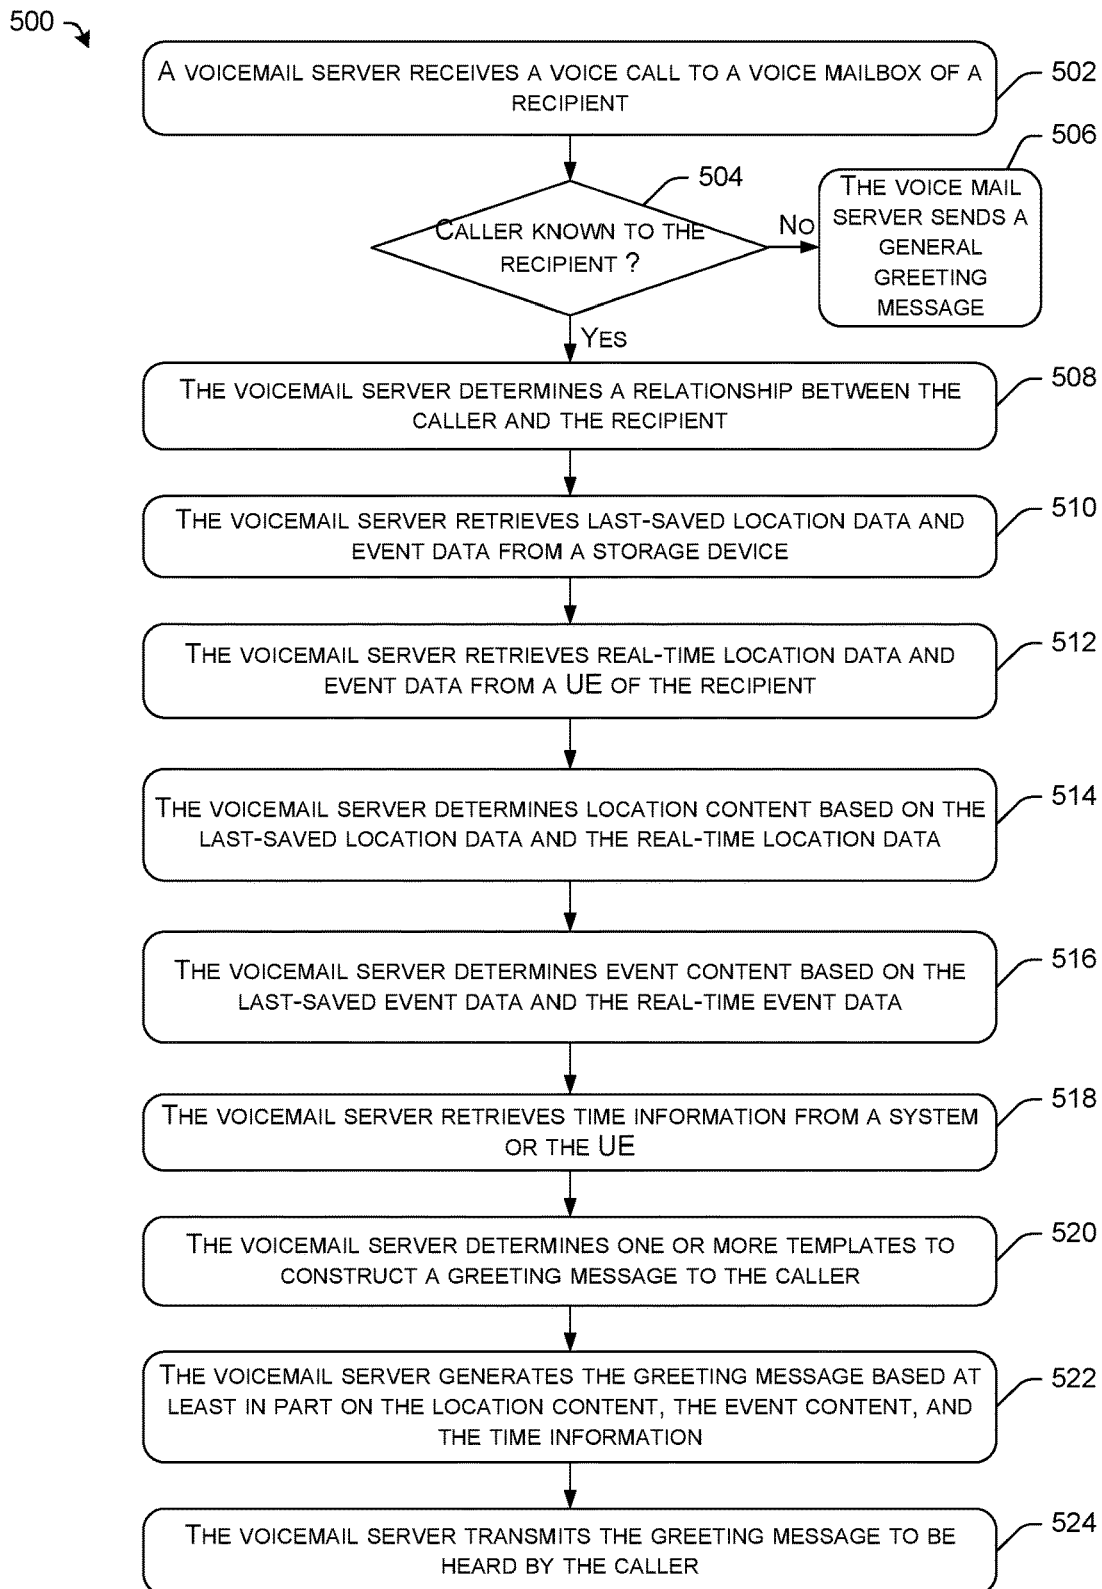 500
A VOICEMAIL SERVER RECEIVES A VOICE CALL TO A VOICE MAILBOX OF A
RECIPIENT
502
506
504
CALLER KNOWN TO THE
RECIPIENT ?
NO
THE VOICE MAIL
SERVER SENDS A
GENERAL
GREETING
MESSAGE
YES
THE VOICEMAIL SERVER DETERMINES A RELATIONSHIP BETWEEN THE
CALLER AND THE RECIPIENT
508
THE VOICEMAIL SERVER RETRIEVES LAST-SAVED LOCATION DATA AND
EVENT DATA FROM A STORAGE DEVICE
510
THE VOICEMAIL SERVER RETRIEVES REAL-TIME LOCATION DATA AND
EVENT DATA FROM A UE OF THE RECIPIENT
512
THE VOICEMAIL SERVER DETERMINES LOCATION CONTENT BASED ON THE
LAST-SAVED LOCATION DATA AND THE REAL-TIME LOCATION DATA
514
THE VOICEMAIL SERVER DETERMINES EVENT CONTENT BASED ON THE
LAST-SAVED EVENT DATA AND THE REAL-TIME EVENT DATA
516
THE VOICEMAIL SERVER RETRIEVES TIME INFORMATION FROM A SYSTEM
OR THE UE
518
THE VOICEMAIL SERVER DETERMINES ONE OR MORE TEMPLATES TO
CONSTRUCT A GREETING MESSAGE TO THE CALLER
520
THE VOICEMAIL SERVER GENERATES THE GREETING MESSAGE BASED AT
LEAST IN PART ON THE LOCATION CONTENT, THE EVENT CONTENT, AND
THE TIME INFORMATION
522
THE VOICEMAIL SERVER TRANSMITS THE GREETING MESSAGE TO BE
HEARD BY THE CALLER
524